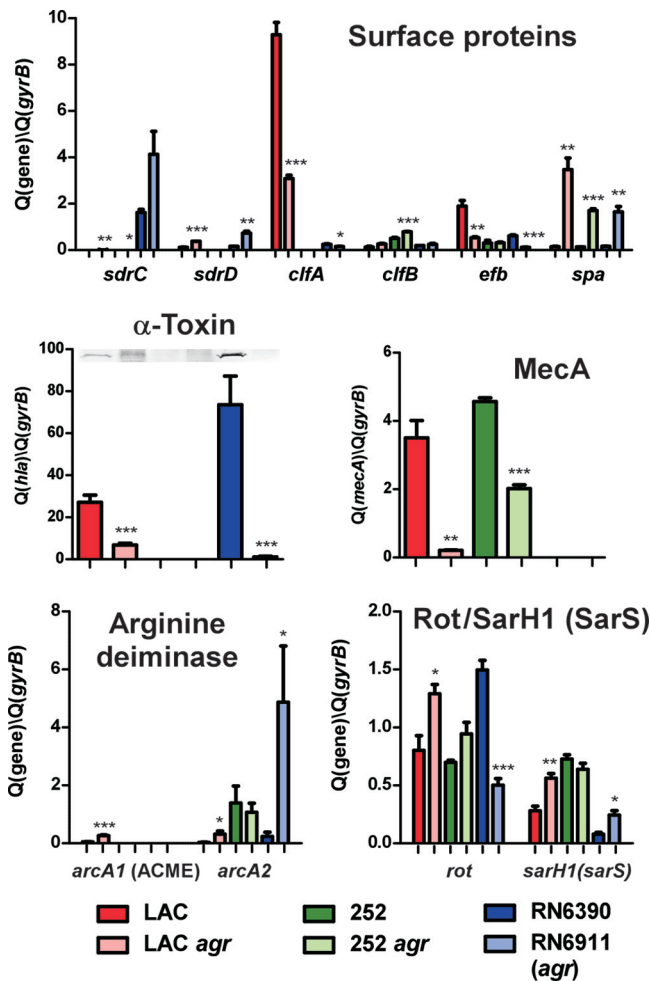 Surface proteins
Q(gene)\Q(gyrB)
10
8
6
4
2
0
** * *** ** *** * *** ** *** ** *** **
sdrC sdrD clfA clfB efb spa
α-Toxin
Q(hla)\Q(gyrB)
100
80
60
40
20
0
*** ***
MecA
Q(mecA)\Q(gyrB)
6
4
2
0
** ***
Arginine
deiminase
Q(gene)\Q(gyrB)
8
6
4
2
0
*** * *
arcA1 (ACME) arcA2
Rot/SarH1 (SarS)
Q(gene)\Q(gyrB)
2.0
1.5
1.0
0.5
0.0
* *** ** *
rot sarH1(sarS)
LAC 252 RN6390
LAC agr 252 agr RN6911
(agr)